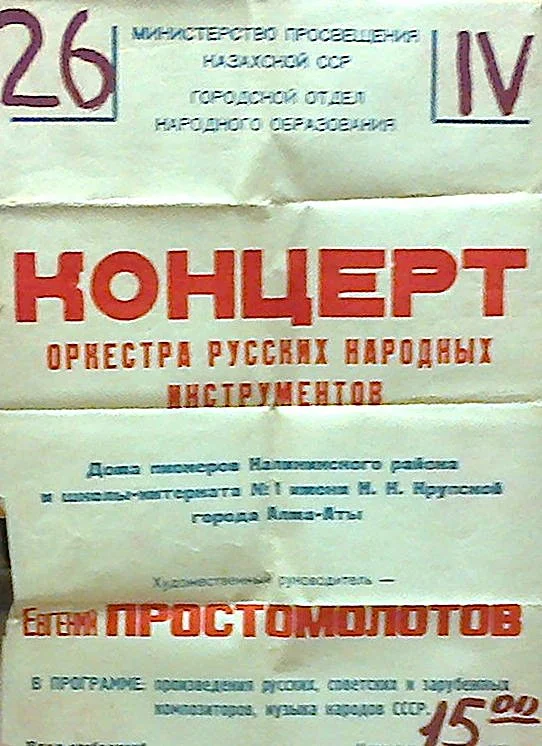 26
МИНИСТЕРСТВО ПРОСВЕЩЕНИЯ
КАЗАХСКОЙ ССР
IV
ГОРОДСКОЙ ОТДЕЛ
НАРОДНОГО ОБРАЗОВАНИЯ
КОНЦЕРТ
ОРКЕСТРА РУССКИХ НАРОДНЫХ
ИНСТРУМЕНТОВ
Дома пионеров Калининского района
и школы-интерната №1 имени Н. К. Крупской
города Алма-Аты
Художественный руководитель —
ЕВГЕНИЙ ПРОСТОМОЛОТОВ
В ПРОГРАММЕ: произведения русских, советских и зарубежных
композиторов, музыка народов СССР.
15 00